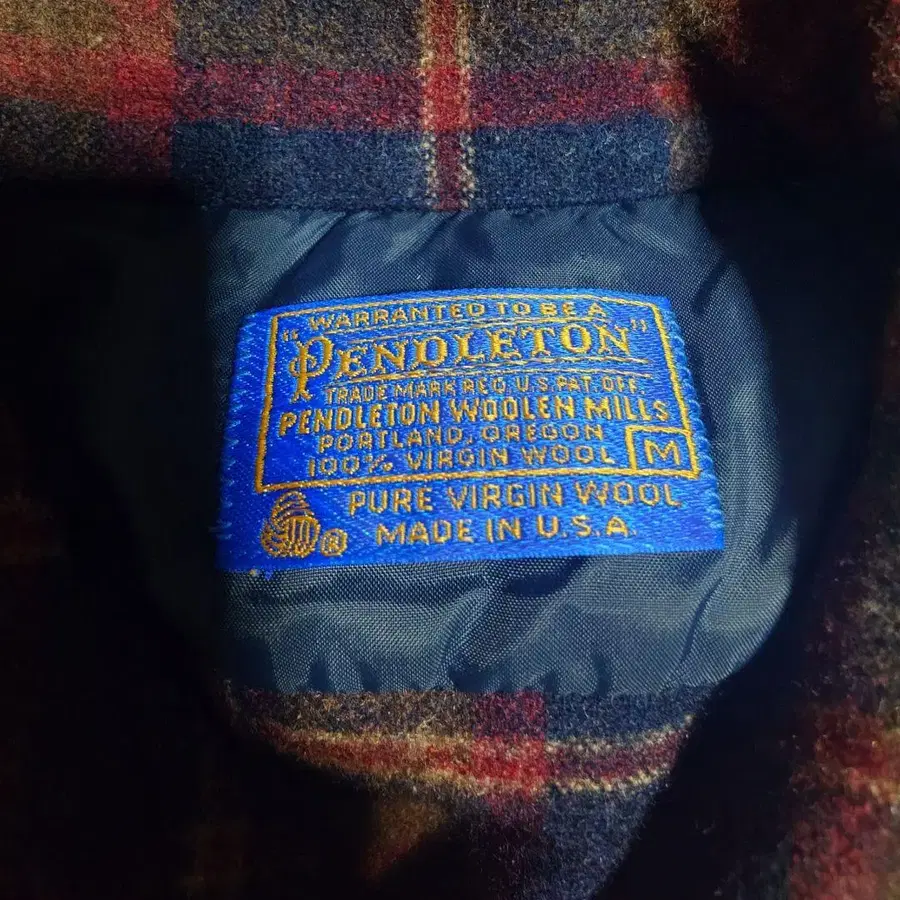 WARRANTED TO BE A
"PENDLETON"
TRADE MARK REG. U.S. PAT. OFF.
PENDLETON WOOLEN MILLS
PORTLAND, OREGON
100% VIRGIN WOOL M
PURE VIRGIN WOOL
® MADE IN U.S.A.